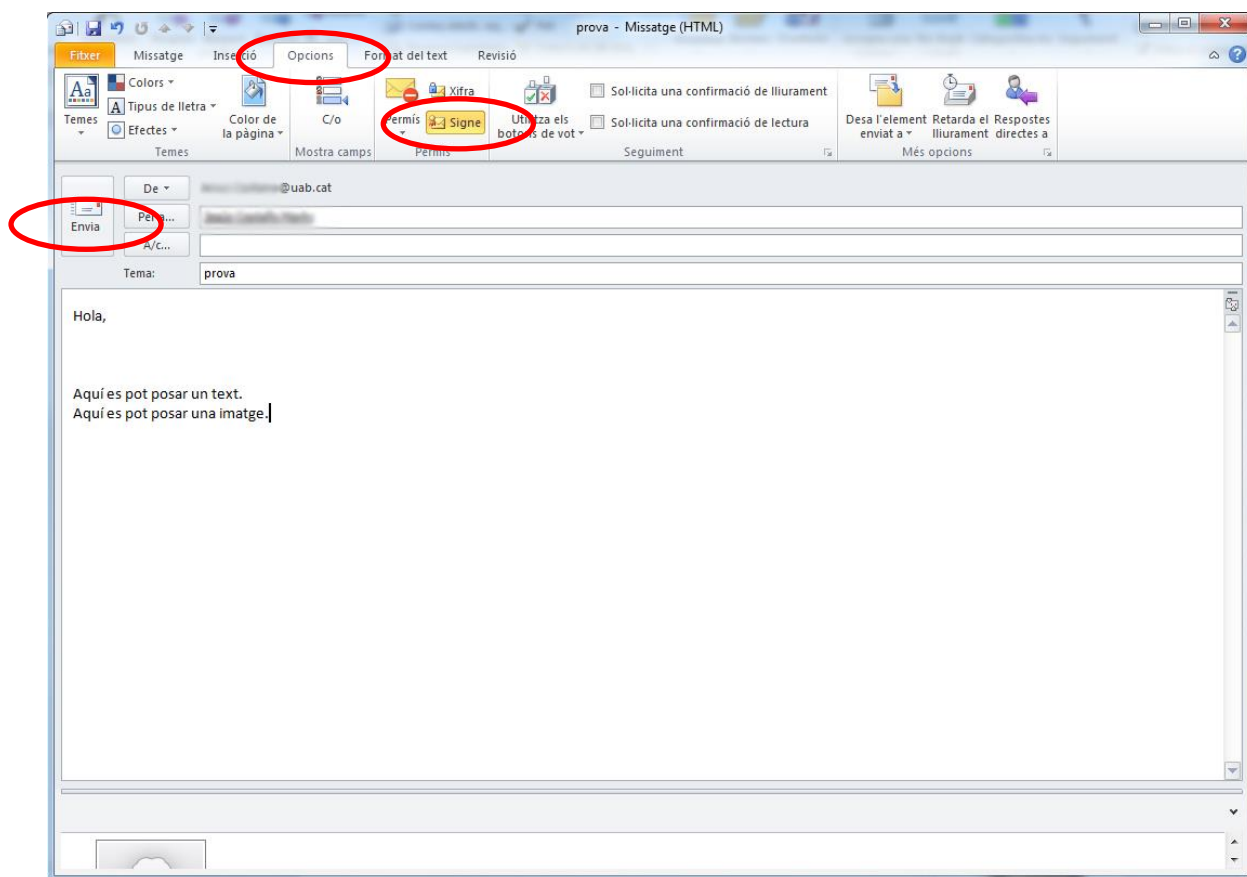 prova - Missatge (HTML)
Fitxer Missatge Inserció Opcions Format del text Revisió
Temes
Colors
Tipus de lletra
Efectes
Color de
la pàgina
C/o
Permís
Xifra
Signe
Utilitza els
botons de vot
Sol·licita una confirmació de lliurament
Sol·licita una confirmació de lectura
Desa l'element
enviat a
Retarda el
lliurament
Respostes
directes a
Temes Mostra camps Permís Seguiment Més opcions
Envia
De
@uab.cat
Per a...
A/c...
Tema: prova
Hola,
Aquí es pot posar un text.
Aquí es pot posar una imatge.